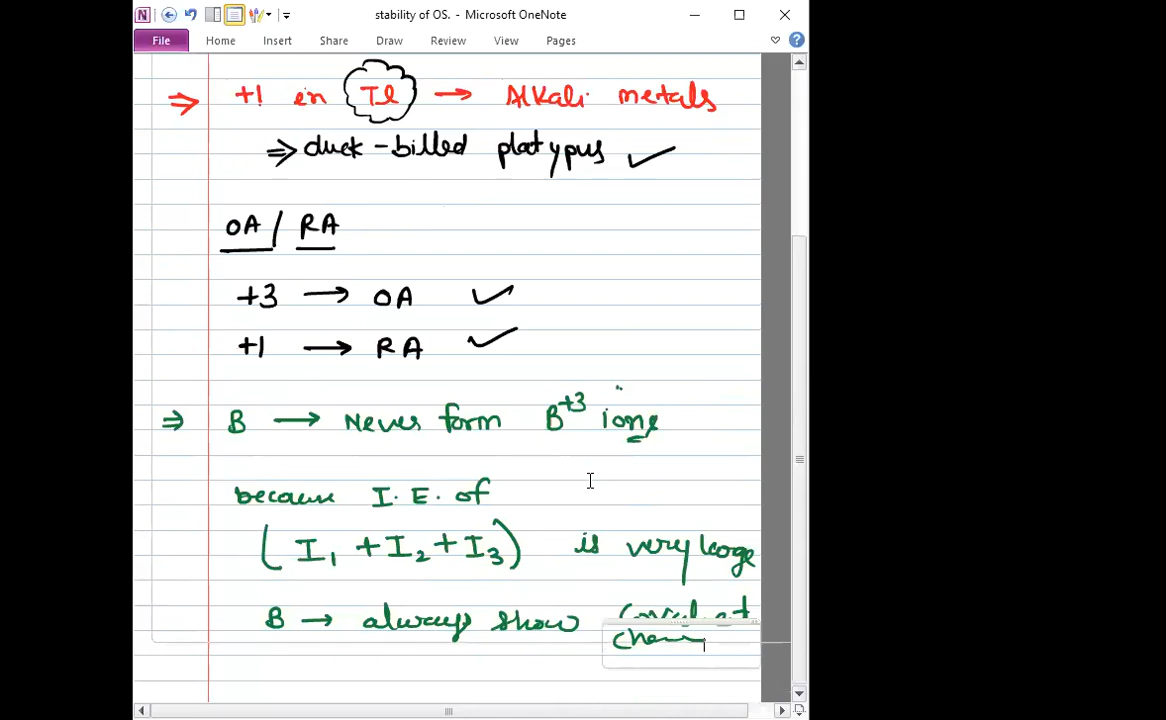 stability of OS. - Microsoft OneNote
File Home Insert Share Draw Review View Pages
⇒ +1 in Tl → Alkali metals
⇒ duck-billed platypus ✓
OA / RA
+3 → OA ✓
+1 → RA ✓
⇒ B → Never form B+3 ions
because I.E. of
(I1 + I2 + I3) is very large
B → always show